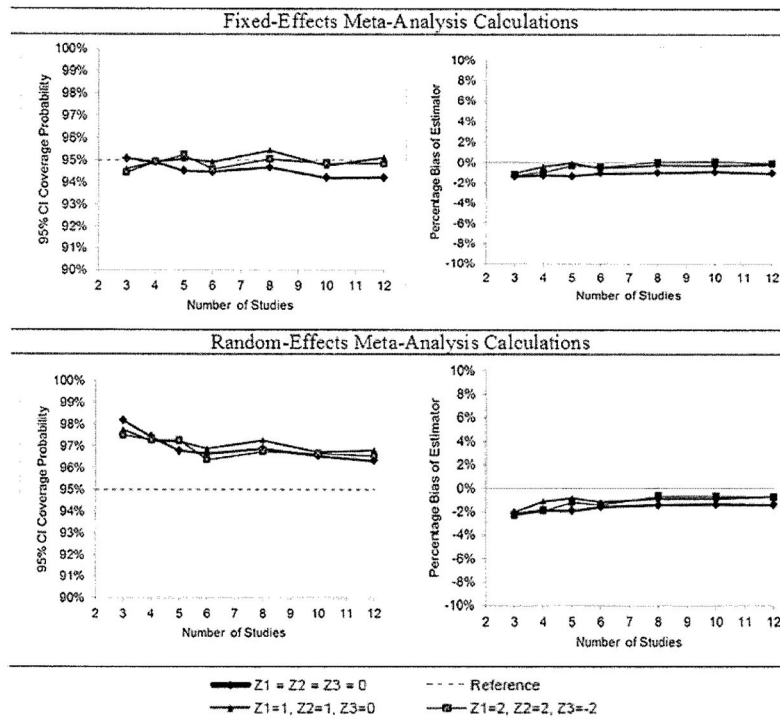 Fixed-Effects Meta-Analysis Calculations
100%
99%
98%
97%
96%
95%
94%
93%
92%
91%
90%
95% CI Coverage Probability
2 3 4 5 6 7 8 9 10 11 12
Number of Studies
10%
8%
6%
4%
2%
0%
-2%
-4%
-6%
-8%
-10%
Percentage Bias of Estimator
2 3 4 5 6 7 8 9 10 11 12
Number of Studies
Random-Effects Meta-Analysis Calculations
100%
99%
98%
97%
96%
95%
94%
93%
92%
91%
90%
95% CI Coverage Probability
2 3 4 5 6 7 8 9 10 11 12
Number of Studies
10%
8%
6%
4%
2%
0%
-2%
-4%
-6%
-8%
-10%
Percentage Bias of Estimator
2 3 4 5 6 7 8 9 10 11 12
Number of Studies
Z1 = Z2 = Z3 = 0 Reference
Z1=1, Z2=1, Z3=0 Z1=2, Z2=2, Z3=-2